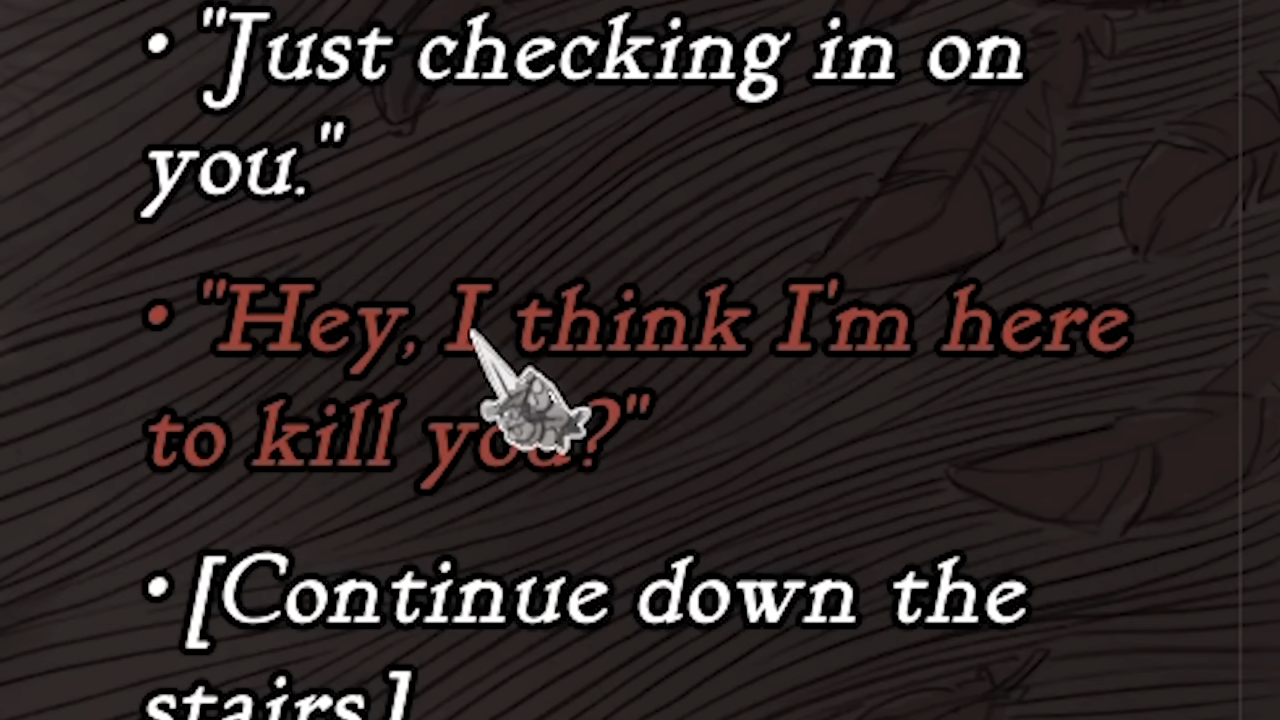 • "Just checking in on
you."
• "Hey, I think I'm here
to kill you?"
• [Continue down the
stairs]